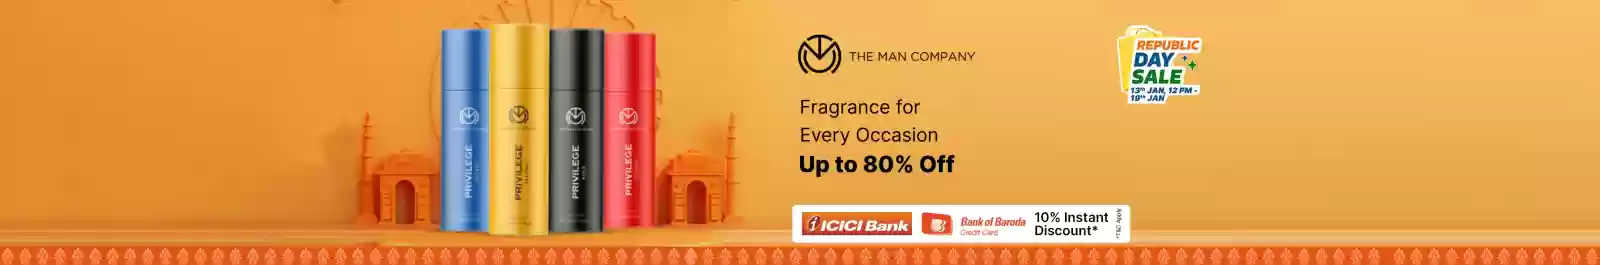 PRIVILEGE
PRIVILEGE
PRIVILEGE
PRIVILEGE
THE MAN COMPANY
Fragrance for
Every Occasion
Up to 80% Off
ICICI Bank
Bank of Baroda
Credit Card
10% Instant
Discount*
*T&C Apply
REPUBLIC
DAY
SALE
13th JAN, 12 PM -
19th JAN